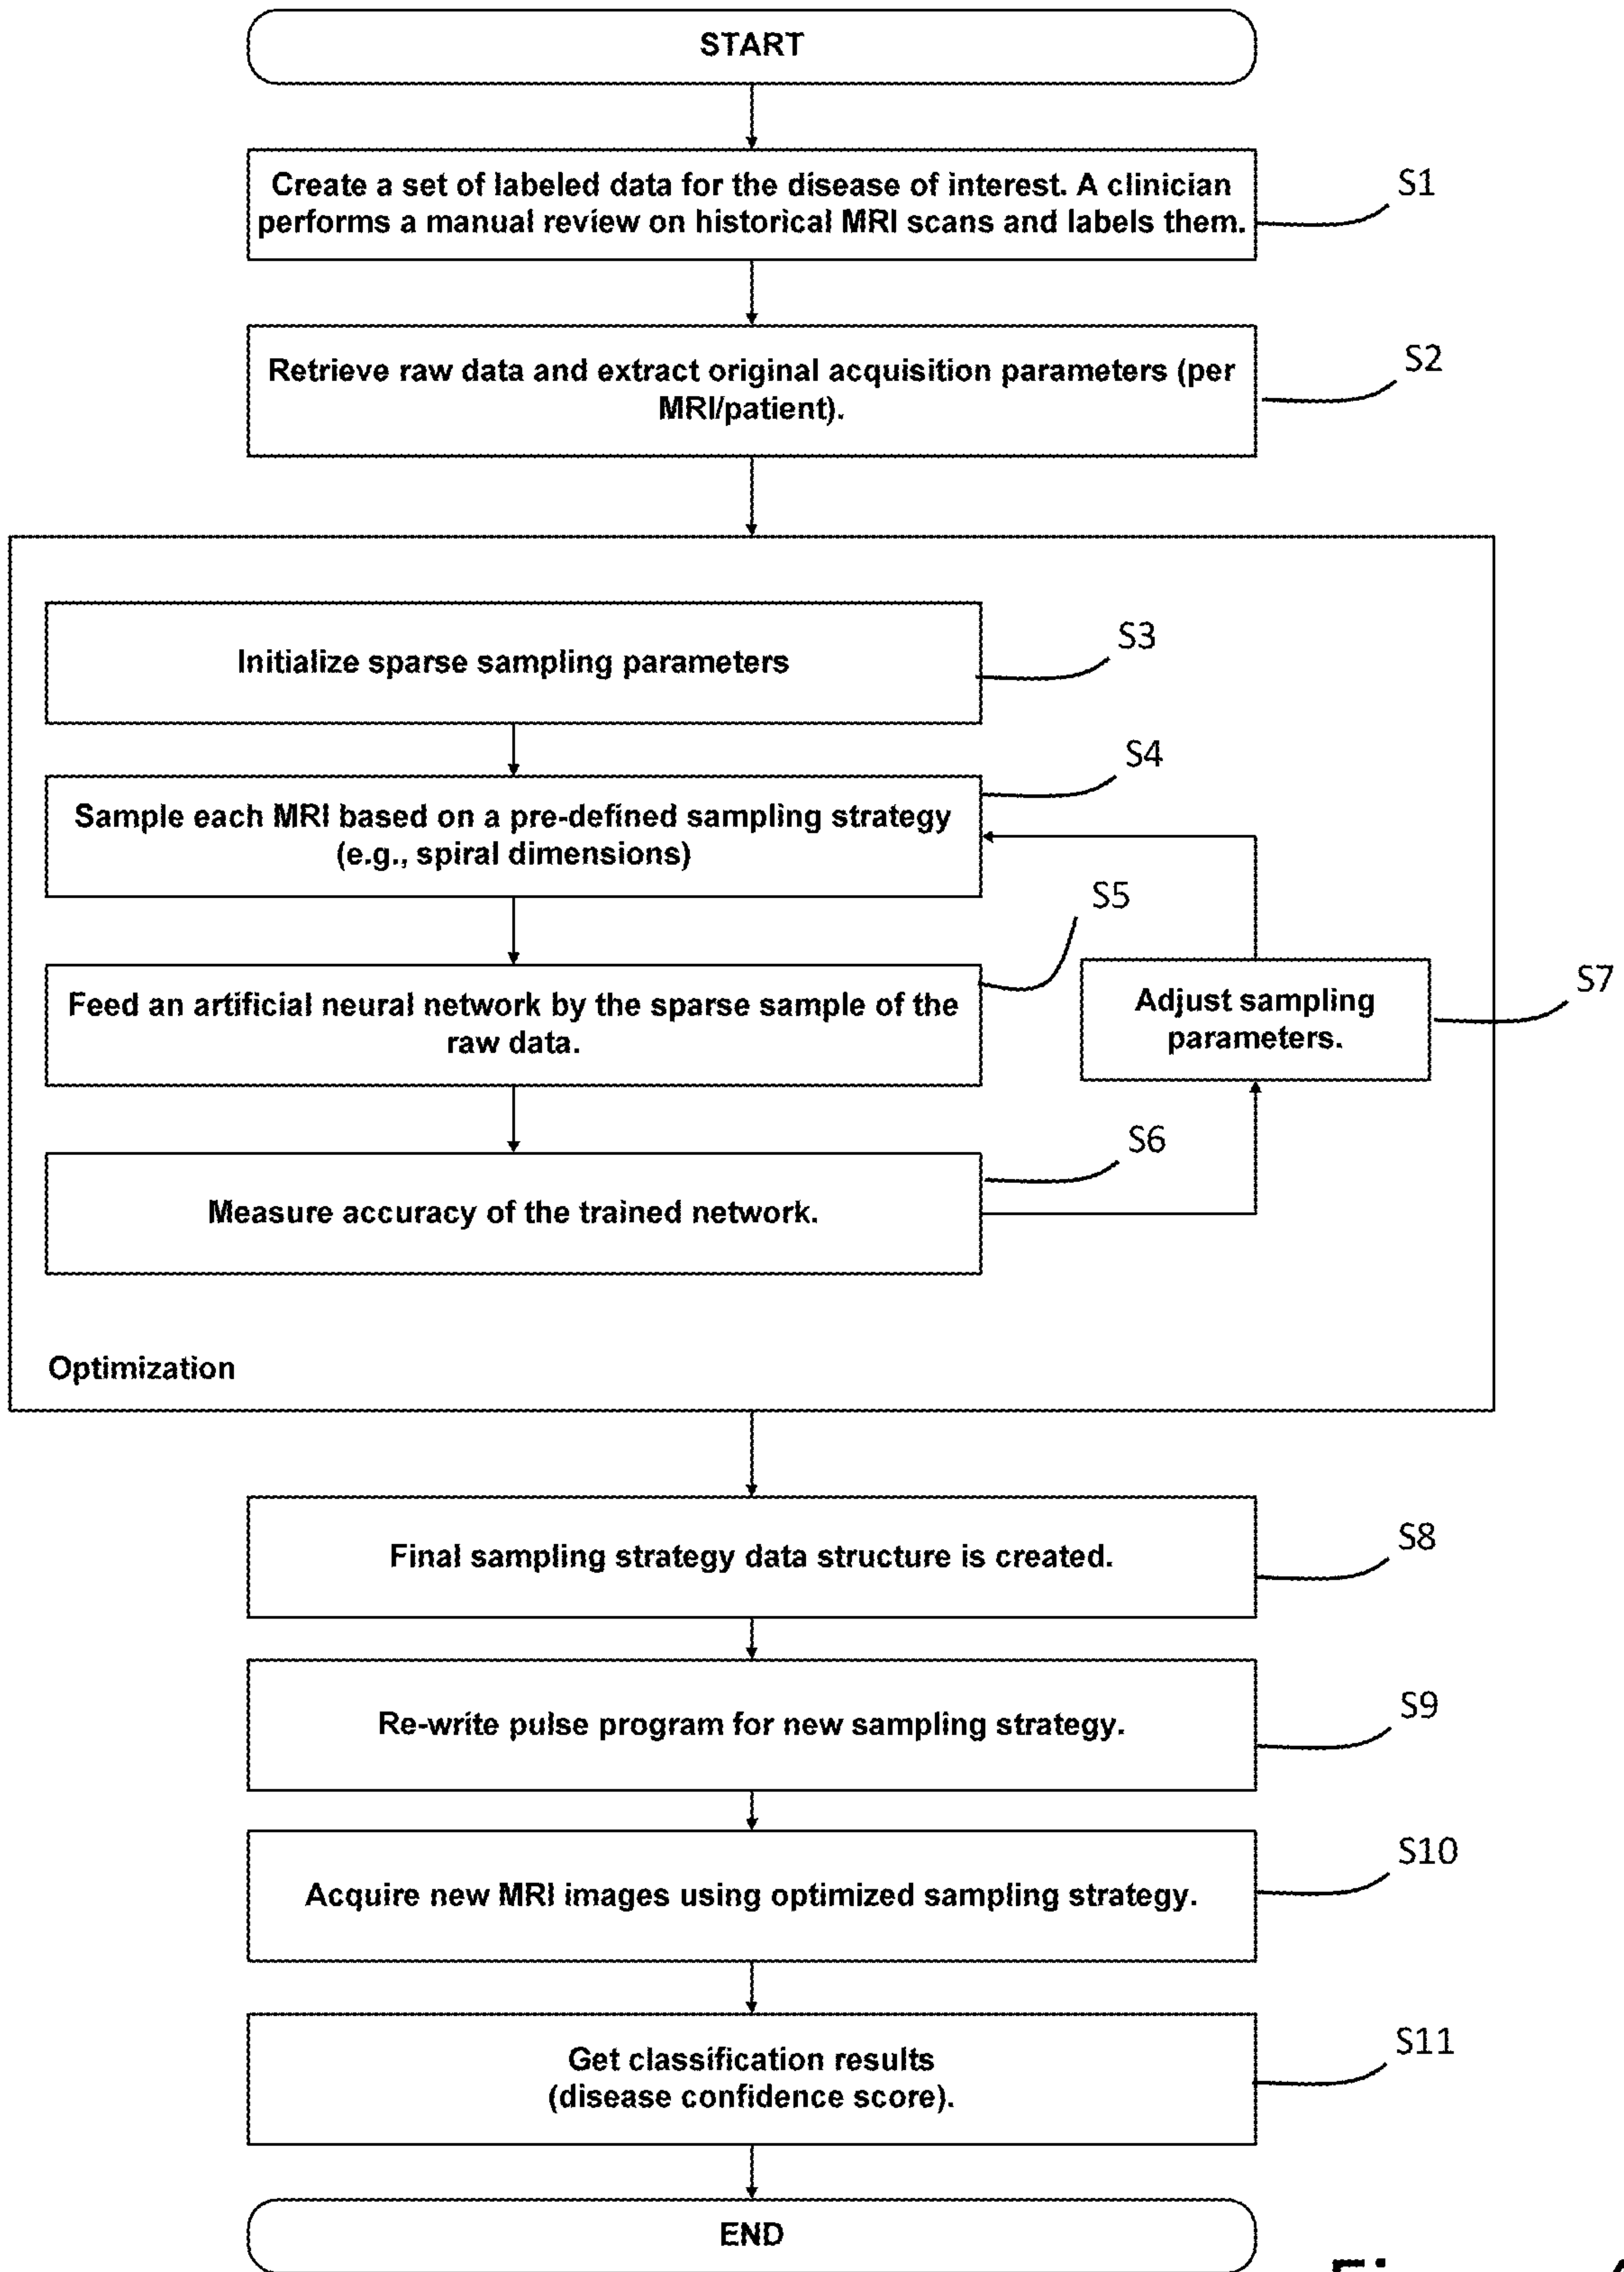 START
Create a set of labeled data for the disease of interest. A clinician
performs a manual review on historical MRI scans and labels them.
S1
Retrieve raw data and extract original acquisition parameters (per
MRI/patient).
S2
Initialize sparse sampling parameters
S3
Sample each MRI based on a pre-defined sampling strategy
(e.g., spiral dimensions)
S4
Feed an artificial neural network by the sparse sample of the
raw data.
S5
Adjust sampling
parameters.
S7
Measure accuracy of the trained network.
S6
Optimization
Final sampling strategy data structure is created.
S8
Re-write pulse program for new sampling strategy.
S9
Acquire new MRI images using optimized sampling strategy.
S10
Get classification results
(disease confidence score).
S11
END